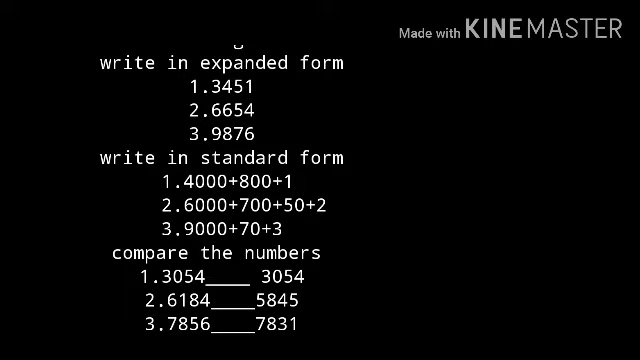 Made with KINEMASTER
write in expanded form
1.3451
2.6654
3.9876
write in standard form
1.4000+800+1
2.6000+700+50+2
3.9000+70+3
compare the numbers
1.3054____ 3054
2.6184____5845
3.7856____7831